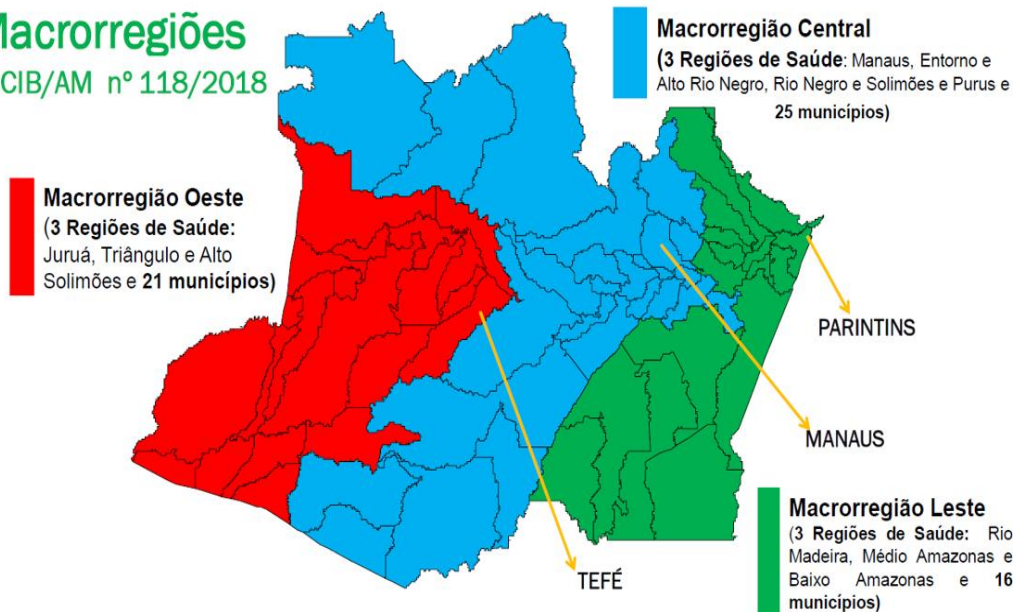 Macrorregiões
CIB/AM nº 118/2018
Macrorregião Central
(3 Regiões de Saúde: Manaus, Entorno e
Alto Rio Negro, Rio Negro e Solimões e Purus e
25 municípios)
Macrorregião Oeste
(3 Regiões de Saúde:
Juruá, Triângulo e Alto
Solimões e 21 municípios)
PARINTINS
MANAUS
TEFÉ
Macrorregião Leste
(3 Regiões de Saúde: Rio
Madeira, Médio Amazonas e
Baixo Amazonas e 16
municípios)